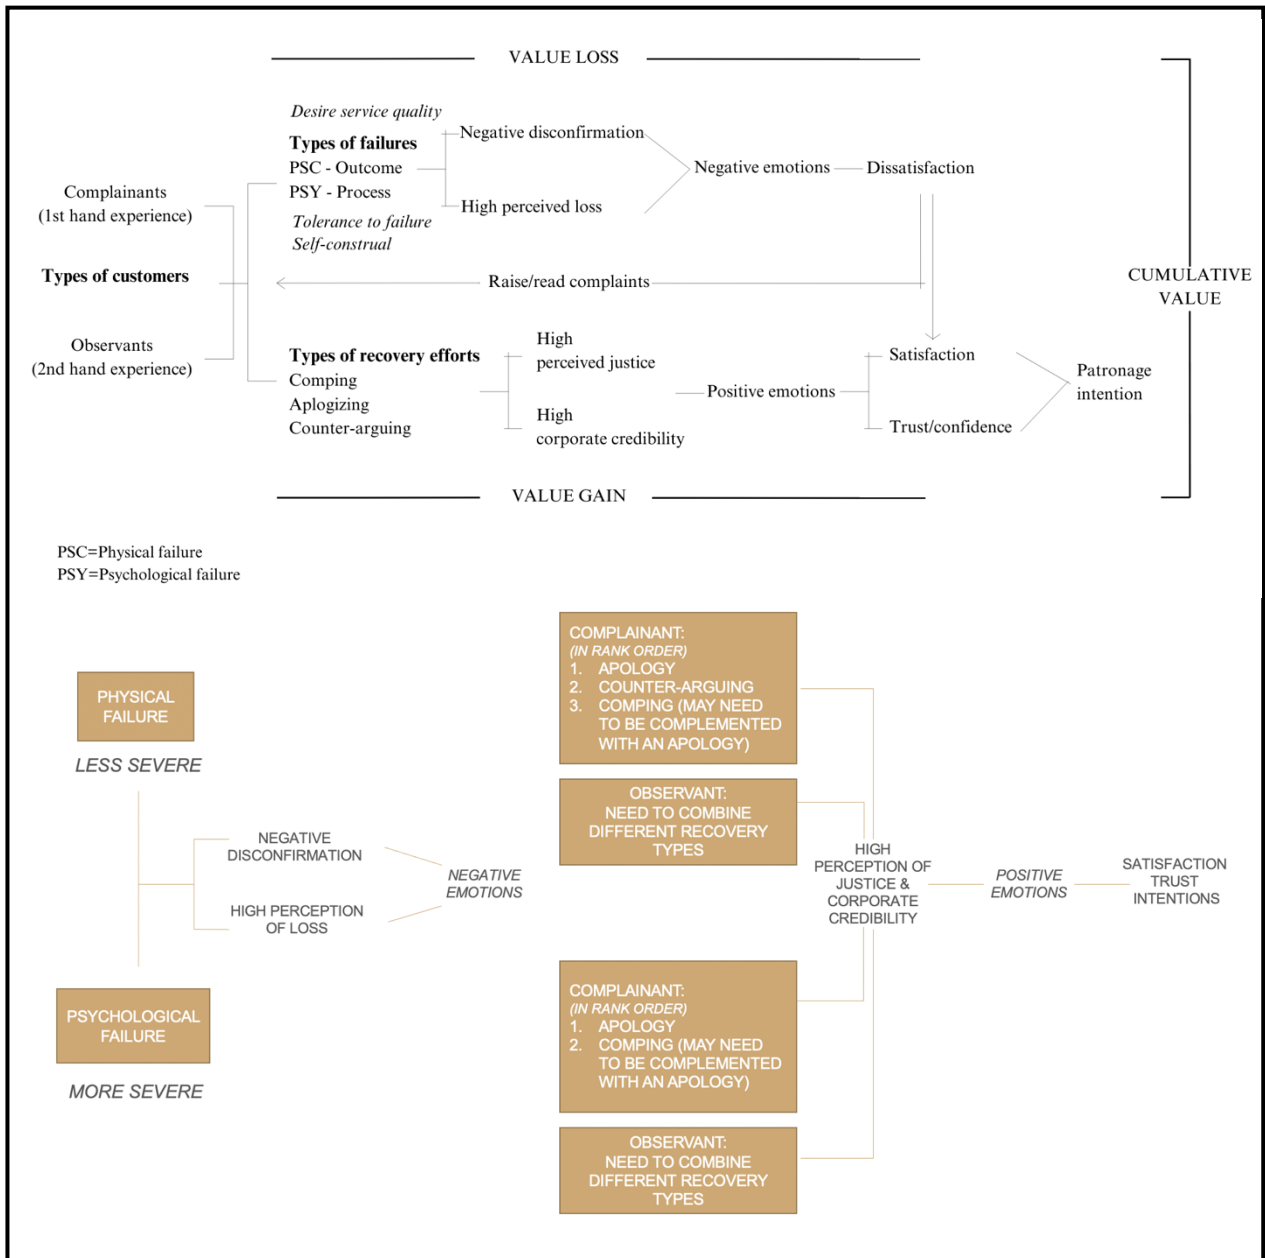 VALUE LOSS
Desire service quality
Types of failures
PSC - Outcome
PSY - Process
Tolerance to failure
Self-construal
Negative disconfirmation
High perceived loss
Negative emotions
Dissatisfaction
Complainants
(1st hand experience)
Types of customers
Observants
(2nd hand experience)
Raise/read complaints
CUMULATIVE
VALUE
Types of recovery efforts
Comping
Aplogizing
Counter-arguing
High
perceived justice
High
corporate credibility
Positive emotions
Satisfaction
Trust/confidence
Patronage
intention
VALUE GAIN
PSC=Physical failure
PSY=Psychological failure
PHYSICAL
FAILURE
LESS SEVERE
PSYCHOLOGICAL
FAILURE
MORE SEVERE
NEGATIVE
DISCONFIRMATION
HIGH PERCEPTION
OF LOSS
NEGATIVE
EMOTIONS
COMPLAINANT:
(IN RANK ORDER)
1. APOLOGY
2. COUNTER-ARGUING
3. COMPING (MAY NEED
TO BE COMPLEMENTED
WITH AN APOLOGY)
OBSERVANT:
NEED TO COMBINE
DIFFERENT RECOVERY
TYPES
COMPLAINANT:
(IN RANK ORDER)
1. APOLOGY
2. COMPING (MAY NEED
TO BE COMPLEMENTED
WITH AN APOLOGY)
OBSERVANT:
NEED TO COMBINE
DIFFERENT RECOVERY
TYPES
HIGH
PERCEPTION OF
JUSTICE &
CORPORATE
CREDIBILITY
POSITIVE
EMOTIONS
SATISFACTION
TRUST
INTENTIONS